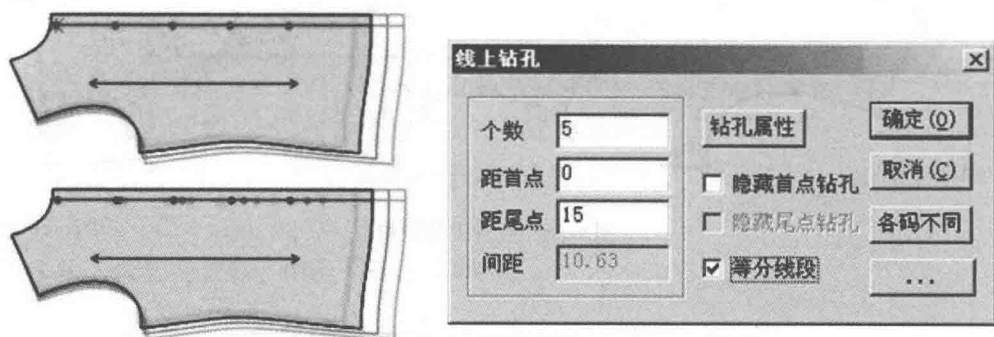 线上钻孔
个数 5
钻孔属性
确定(O)
距首点 0
隐藏首点钻孔
取消(C)
距尾点 15
隐藏尾点钻孔
各码不同
间距 10.63
等分线段
...